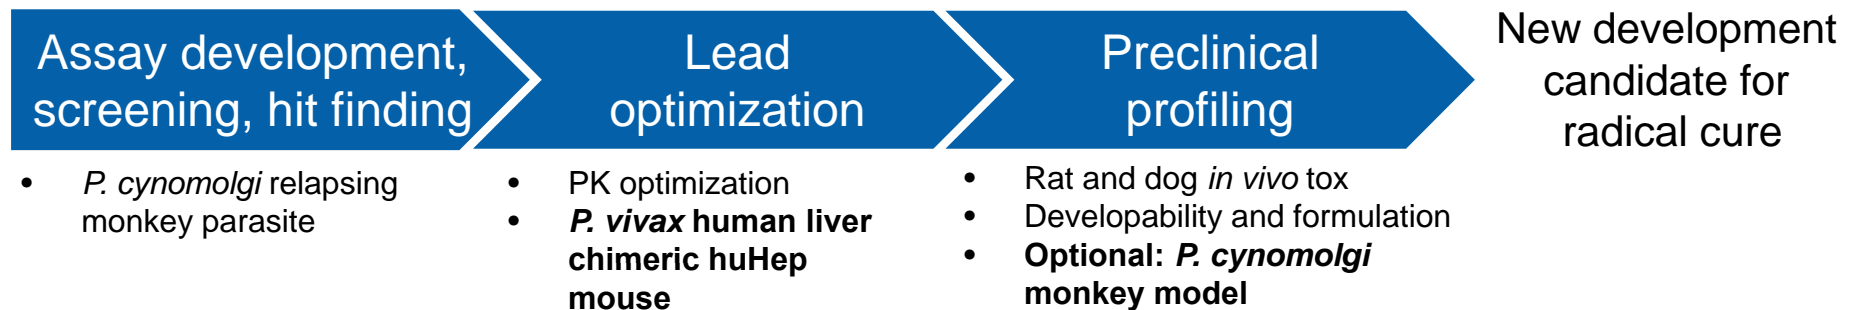 Assay development,
screening, hit finding
Lead
optimization
Preclinical
profiling
New development
candidate for
radical cure
• P. cynomolgi relapsing
monkey parasite
• PK optimization
• P. vivax human liver
chimeric huHep
mouse
• Rat and dog in vivo tox
• Developability and formulation
• Optional: P. cynomolgi
monkey model